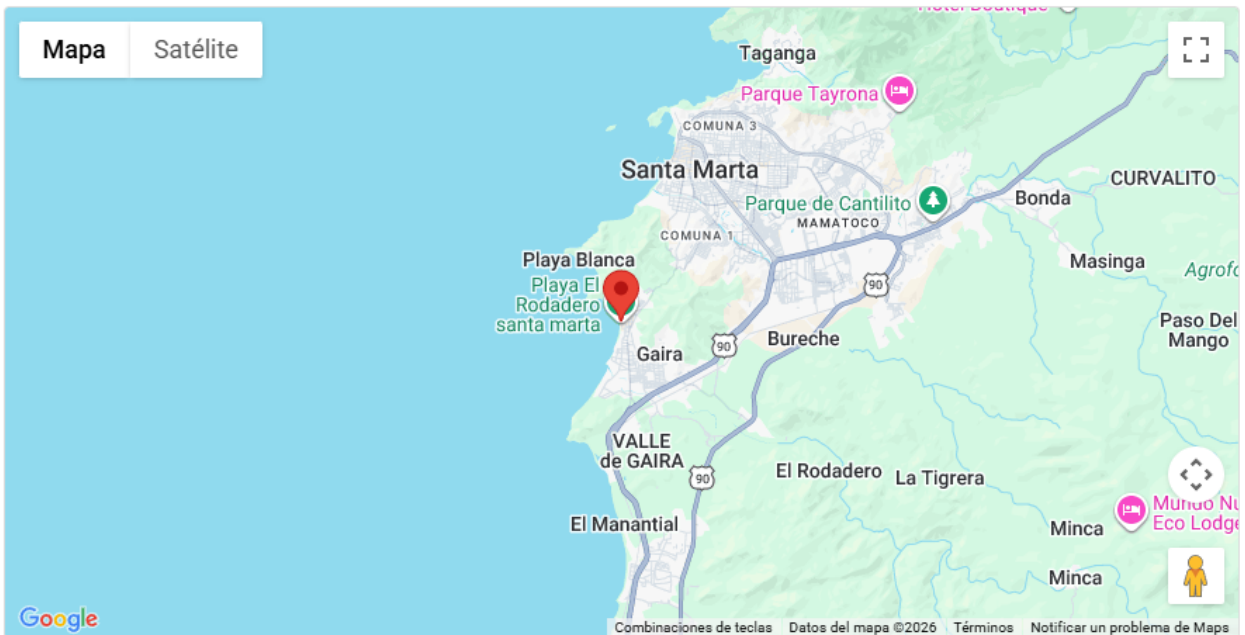 Hotel Boutique
Mapa
Satélite
Taganga
Parque Tayrona
COMUNA 3
Santa Marta
CURVALITO
Parque de Cantilito
Bonda
MAMATOCO
COMUNA 1
Playa Blanca
Masinga
Agrofo
Playa El
Rodadero
santa marta
90
Paso Del
Mango
Bureche
90
Gaira
VALLE
de GAIRA
El Rodadero
La Tigrera
90
Mundo Nu
Eco Lodge
El Manantial
Minca
Minca
Google
Combinaciones de teclas
Datos del mapa ©2026
Términos
Notificar un problema de Maps